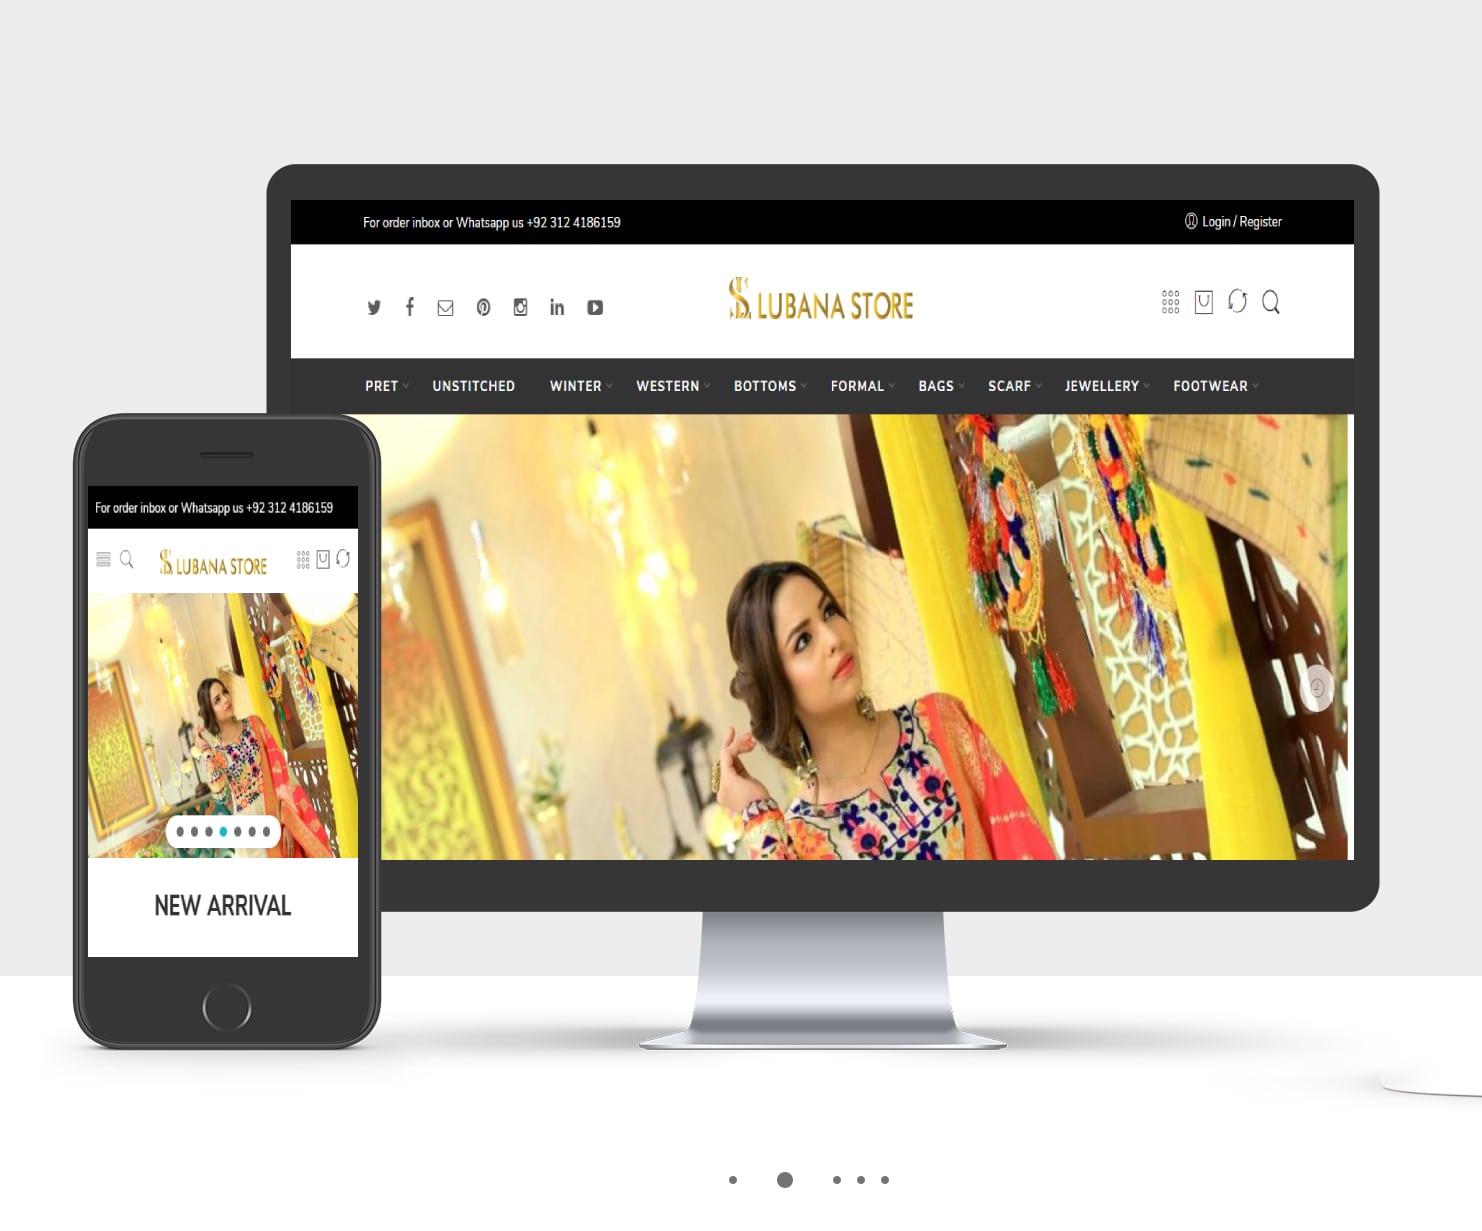 For order inbox or Whatsapp us +92 312 4186159
Login / Register
LUBANA STORE
PRET UNSTITCHED WINTER WESTERN BOTTOMS FORMAL BAGS SCARF JEWELLERY FOOTWEAR
For order inbox or Whatsapp us +92 312 4186159
LUBANA STORE
NEW ARRIVAL